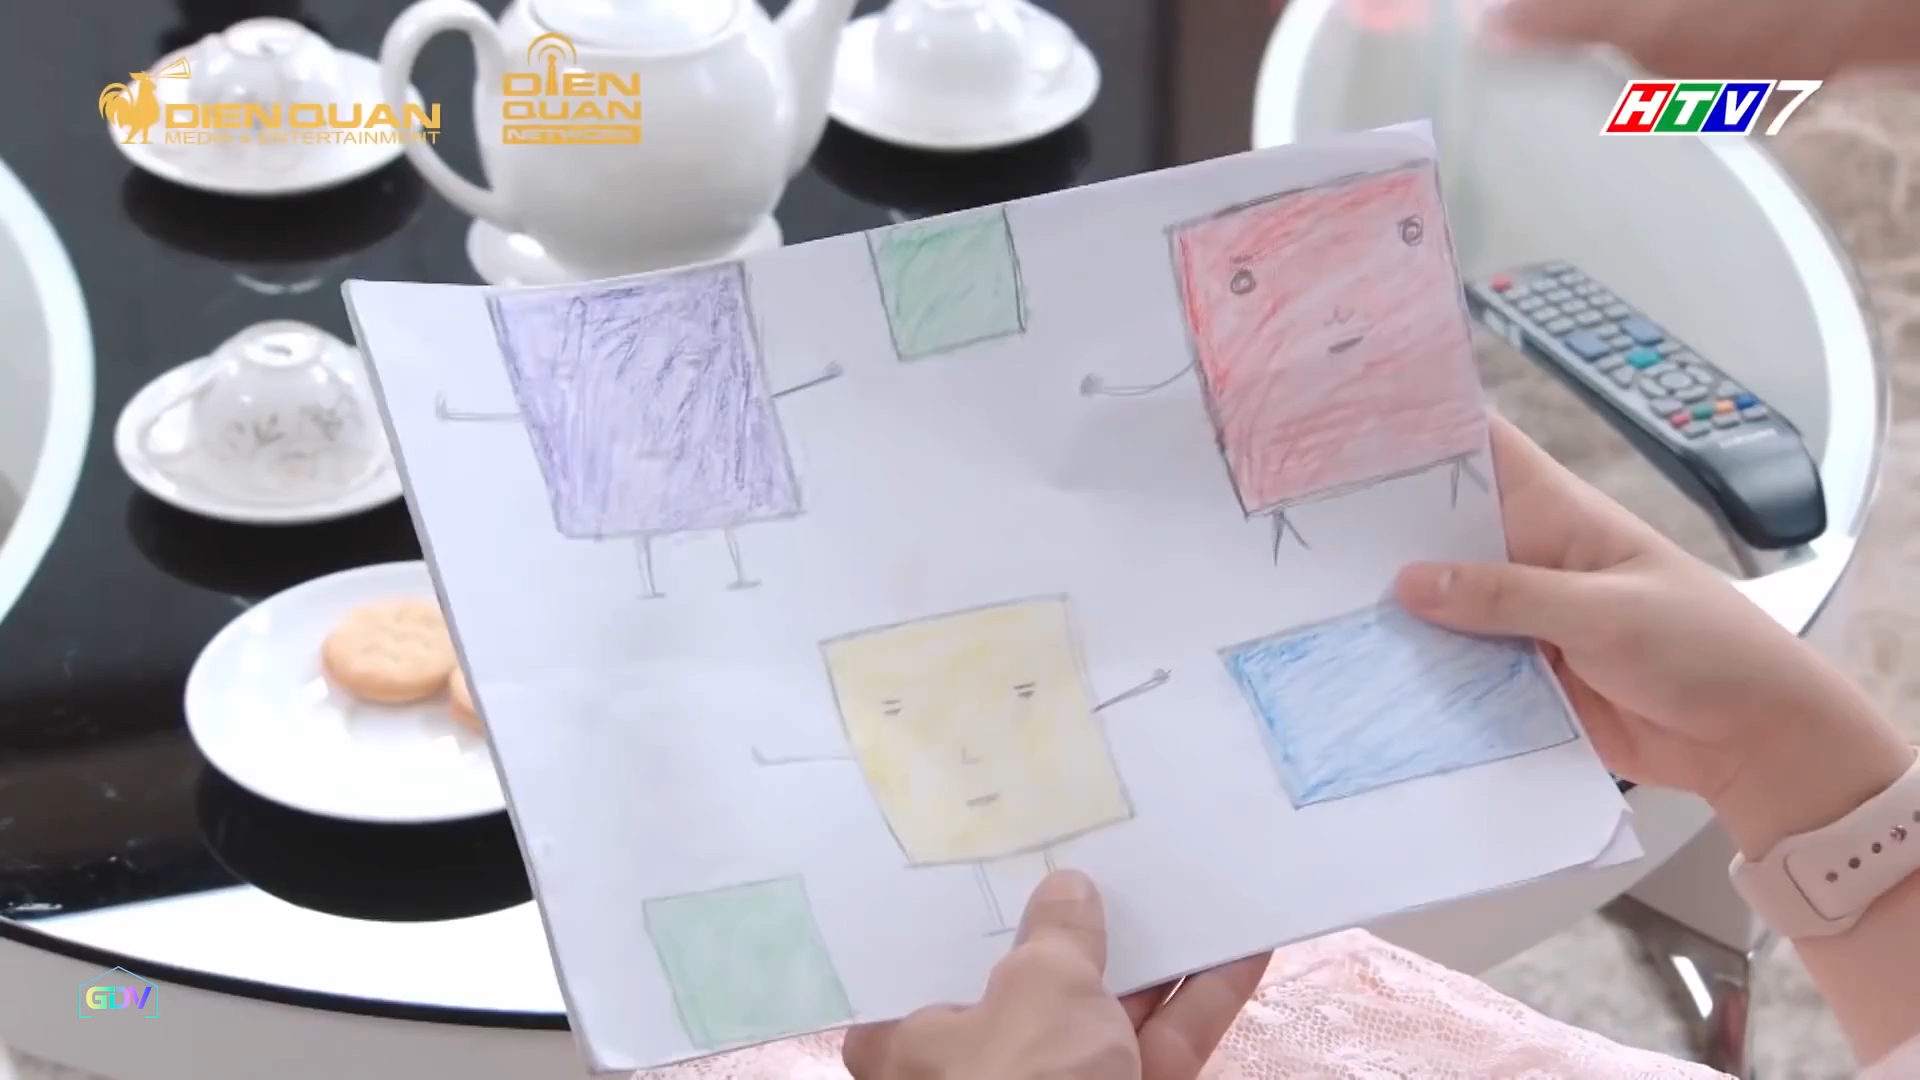 DIEN QUAN
MEDIA & ENTERTAINMENT
DIEN
QUAN
NETWORK
HTV7
GDV